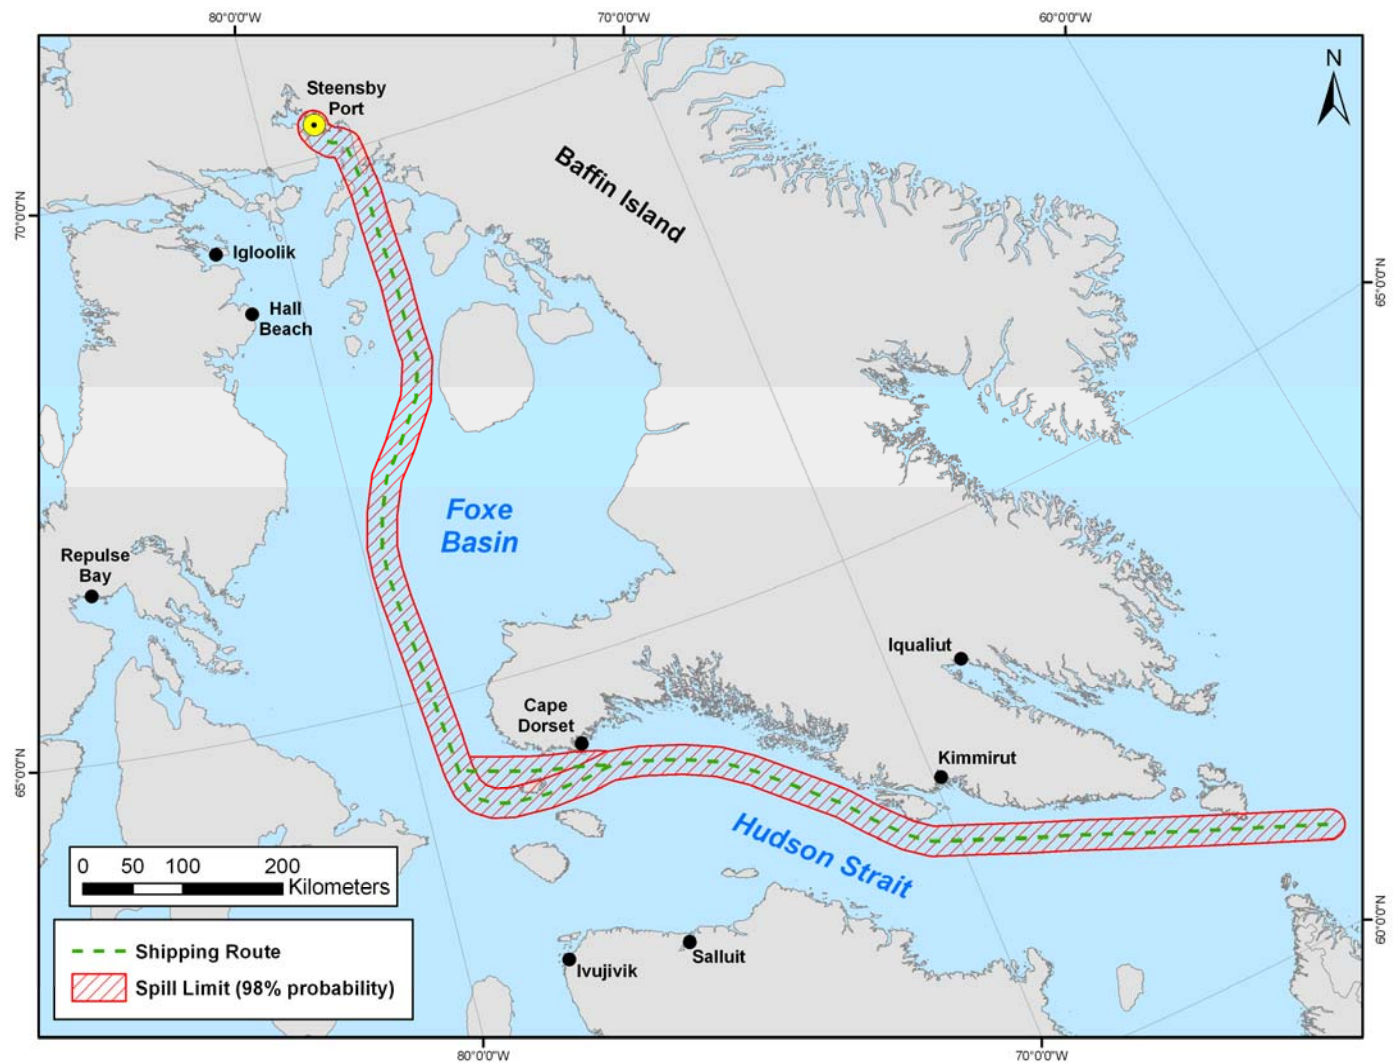 80°0'0"W
70°0'0"W
60°0'0"W
N
Steensby
Port
Baffin Island
70°0'0"N
Igloolik
Hall
Beach
65°0'0"N
Foxe
Basin
Repulse
Bay
Iqualiut
Cape
Dorset
Kimmirut
65°0'0"N
Hudson Strait
0 50 100 200
Kilometers
60°0'0"N
Shipping Route
Spill Limit (98% probability)
Ivujivik
Salluit
80°0'0"W
70°0'0"W